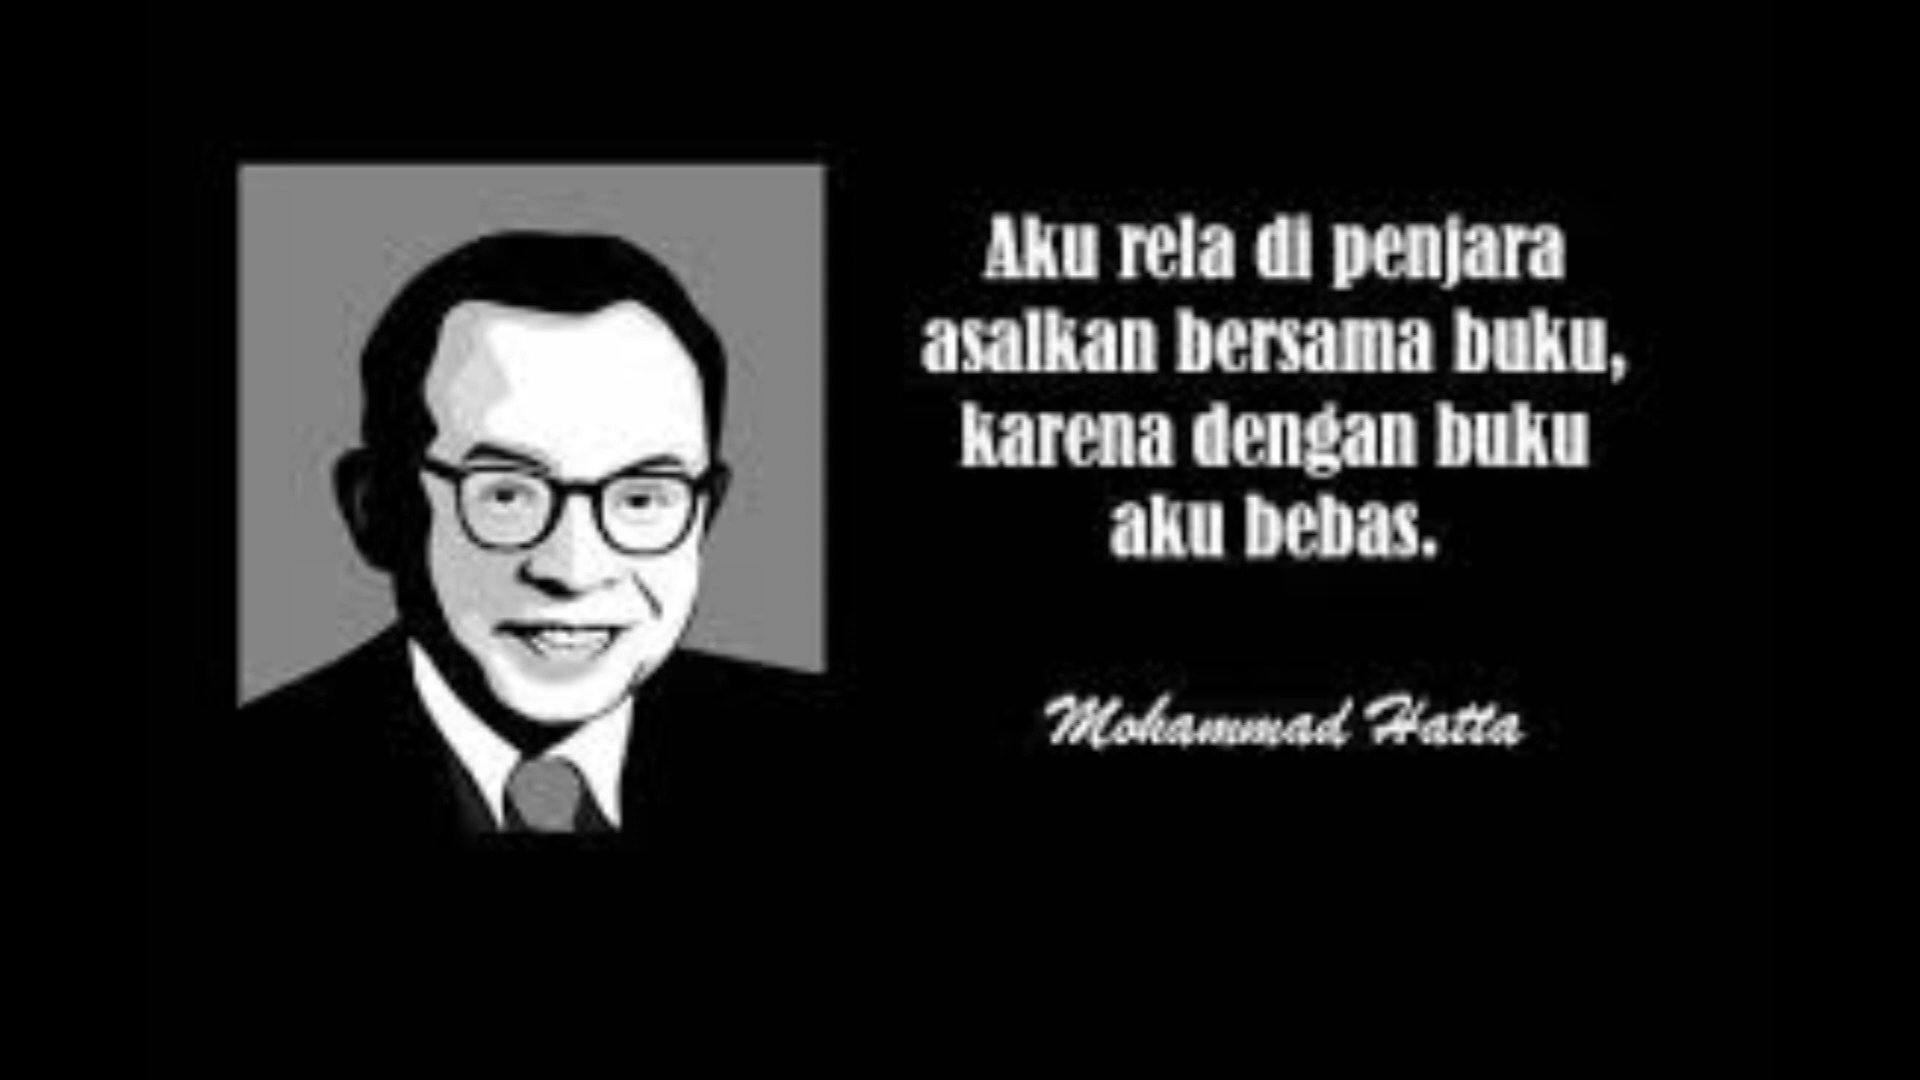 Aku rela di penjara
asalkan bersama buku,
karena dengan buku
aku bebas.
Mohammad Hatta